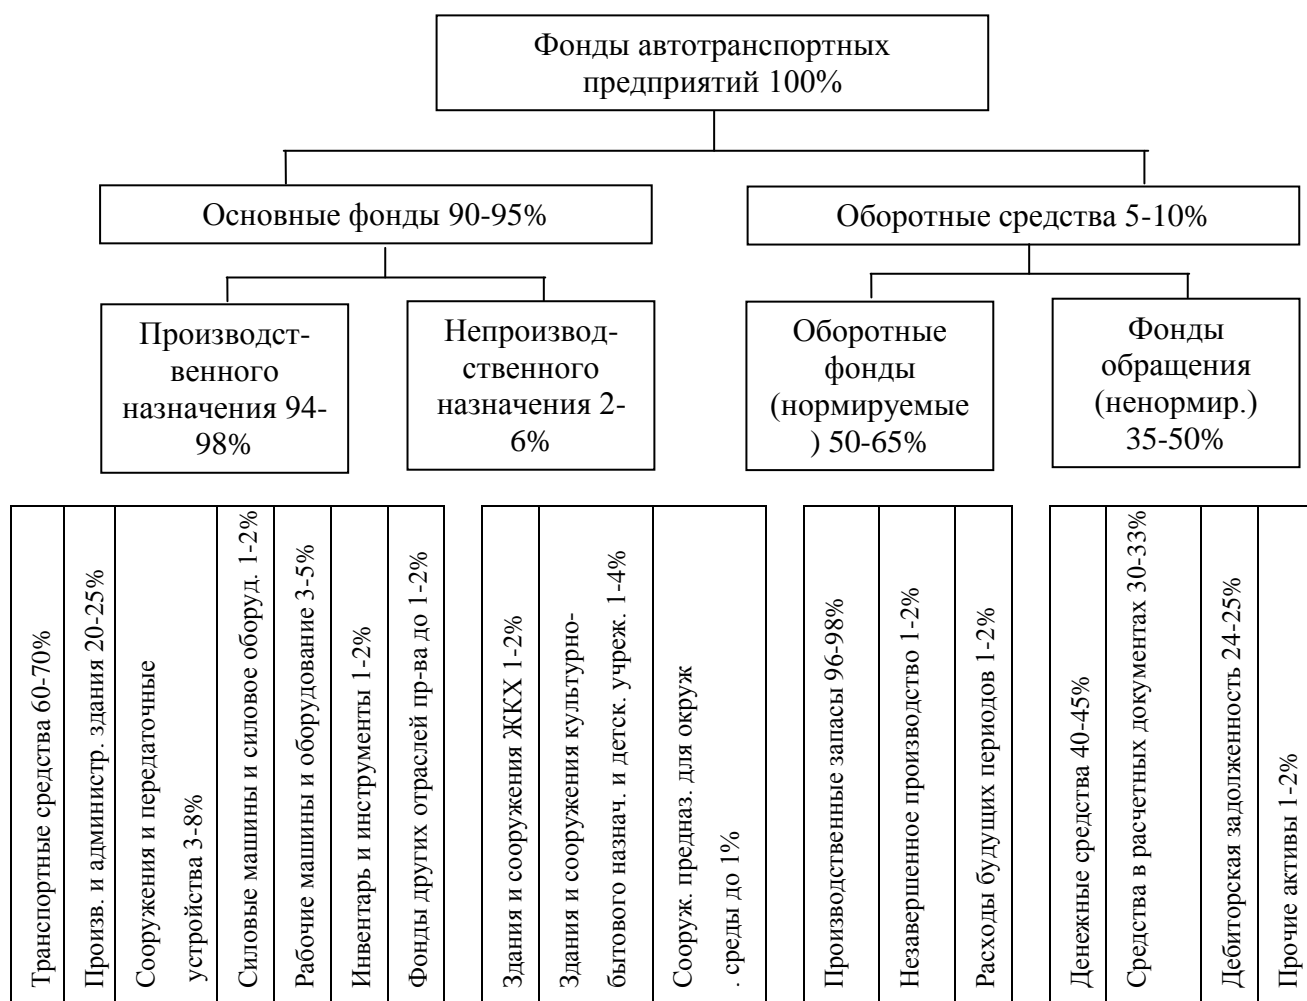 Фонды автотранспортных
предприятий 100%
Основные фонды 90-95%
Оборотные средства 5-10%
Производст-
венного
назначения 94-
98%
Непроизвод-
ственного
назначения 2-
6%
Оборотные
фонды
(нормируемые
) 50-65%
Фонды
обращения
(ненормир.)
35-50%
Транспортные средства 60-70%
Произв. и администр. здания 20-25%
Сооружения и передаточные
устройства 3-8%
Силовые машины и силовое оборуд. 1-2%
Рабочие машины и оборудование 3-5%
Инвентарь и инструменты 1-2%
Фонды других отраслей пр-ва до 1-2%
Здания и сооружения ЖКХ 1-2%
Здания и сооружения культурно-
бытового назнач. и детск. учреж. 1-4%
Сооруж. предназ. для окруж
. среды до 1%
Производственные запасы 96-98%
Незавершенное производство 1-2%
Расходы будущих периодов 1-2%
Денежные средства 40-45%
Средства в расчетных документах 30-33%
Дебиторская задолженность 24-25%
Прочие активы 1-2%